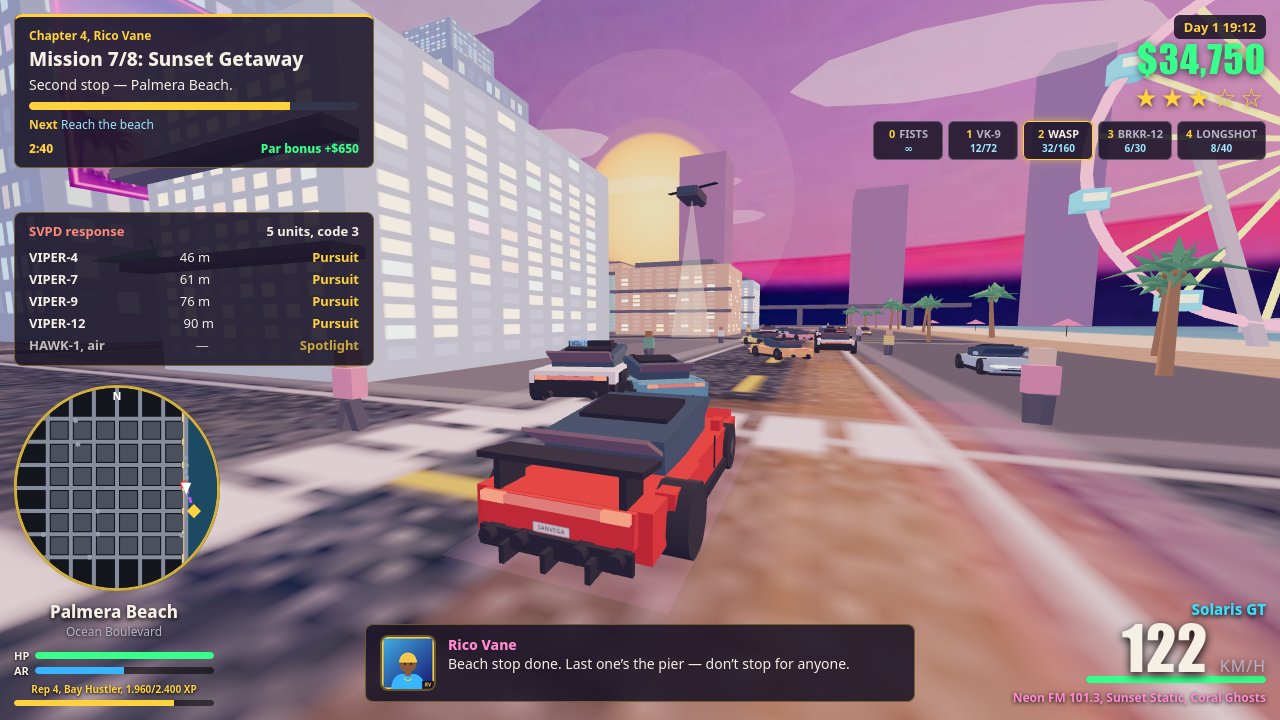 Chapter 4, Rico Vane
Mission 7/8: Sunset Getaway
Second stop — Palmera Beach.
Next Reach the beach
2:40 Par bonus +$650
SVPD response 5 units, code 3
VIPER-4 46 m Pursuit
VIPER-7 61 m Pursuit
VIPER-9 76 m Pursuit
VIPER-12 90 m Pursuit
HAWK-1, air — Spotlight
Day 1 19:12
$34,750
★★★☆☆
0 FISTS 1 VK-9 2 WASP 3 BRKR-12 4 LONGSHOT
∞ 12/72 32/160 6/30 8/40
N
SANVEGA
Palmera Beach
Ocean Boulevard
HP
AR
Rep 4, Bay Hustler, 1.960/2.400 XP
Rico Vane
Beach stop done. Last one's the pier — don't stop for anyone.
RV
Solaris GT
122 KM/H
Neon FM 101.3, Sunset Static, Coral Ghosts